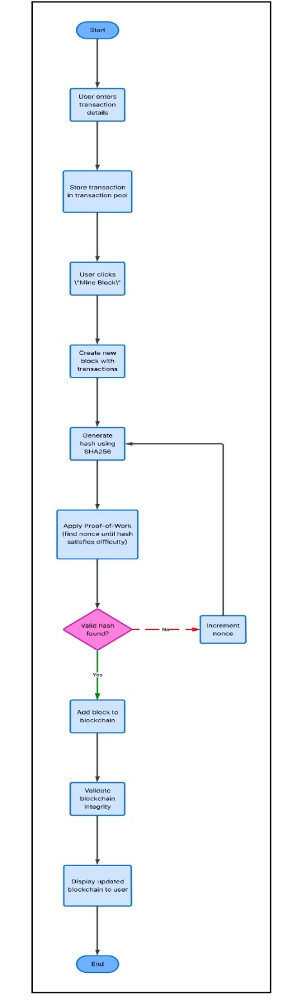 Start
User enters
transaction
details
Store transaction
in transaction pool
User clicks
\"Mine Block\"
Create new
block with
transactions
Generate
hash using
SHA256
Apply Proof-of-Work
(find nonce until hash
satisfies difficulty)
Valid hash
found?
No
Increment
nonce
Yes
Add block to
blockchain
Validate
blockchain
integrity
Display updated
blockchain to user
End